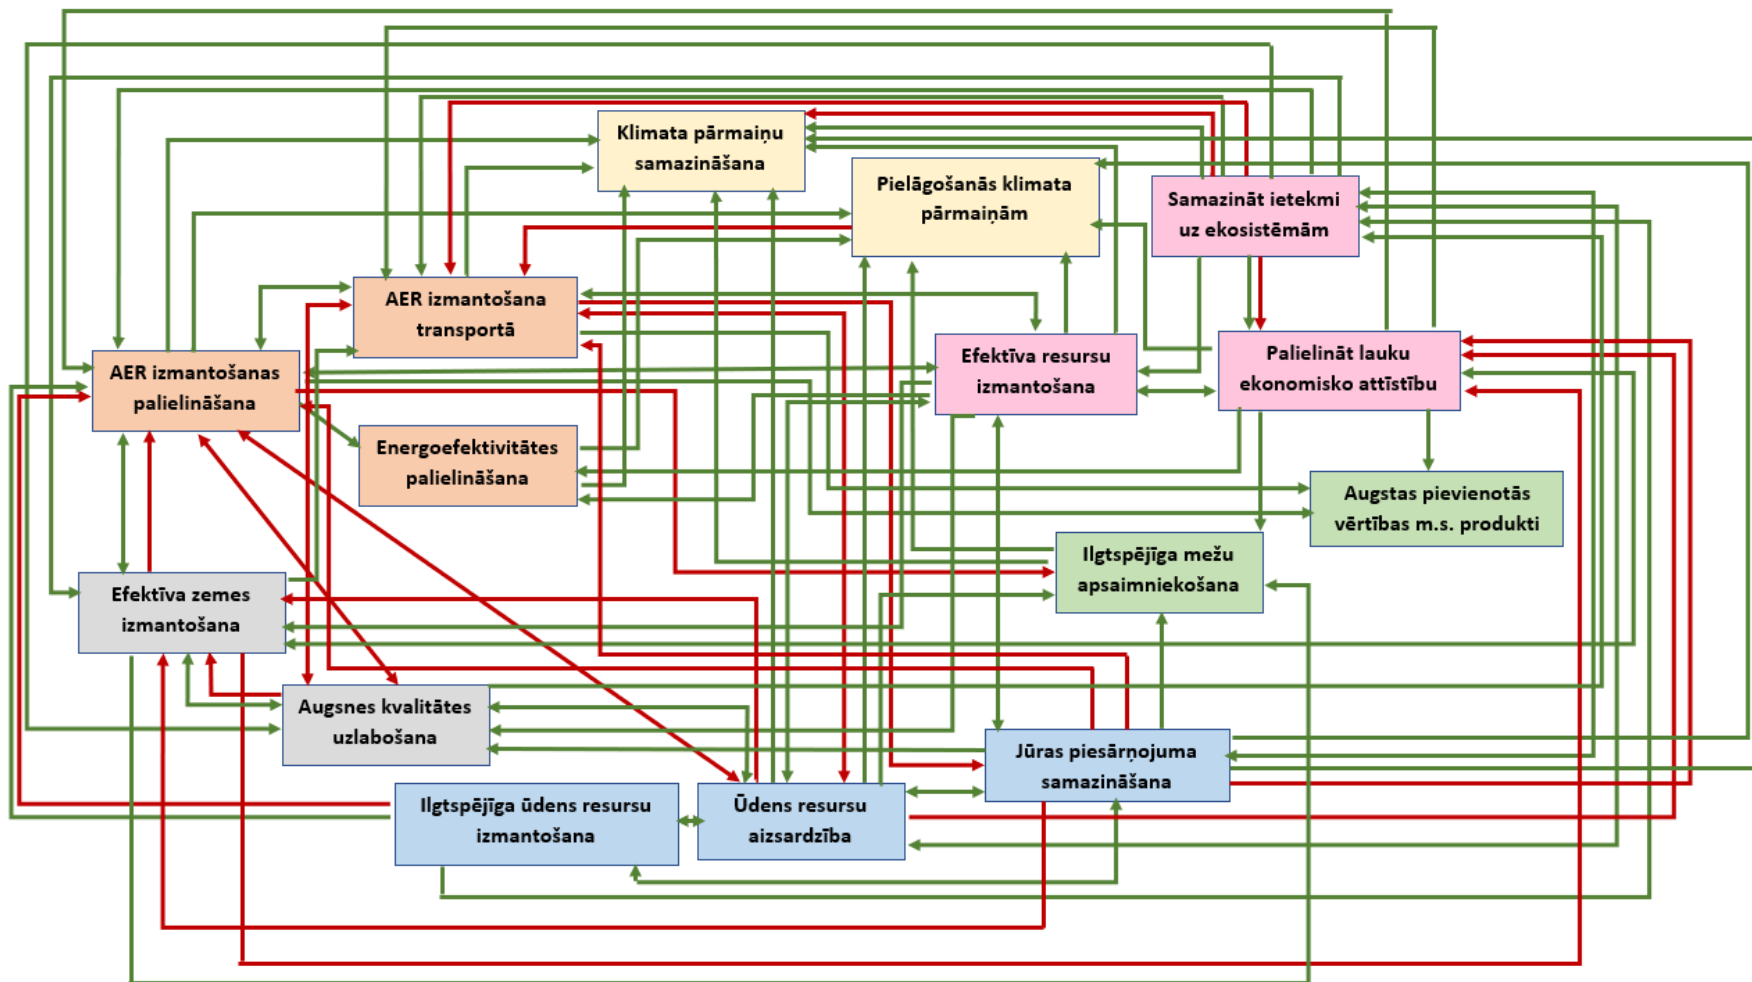 Klimata pārmaiņu
samazināšana
Pielāgošanās klimata
pārmaiņām
Samazināt ietekmi
uz ekosistēmām
AER izmantošana
transportā
AER izmantošanas
palielināšana
Efektīva resursu
izmantošana
Palielināt lauku
ekonomisko attīstību
Energoefektivitātes
palielināšana
Augstas pievienotās
vērtības m.s. produkti
Ilgtspējīga mežu
apsaimniekošana
Efektīva zemes
izmantošana
Augsnes kvalitātes
uzlabošana
Jūras piesārņojuma
samazināšana
Ilgtspējīga ūdens resursu
izmantošana
Ūdens resursu
aizsardzība